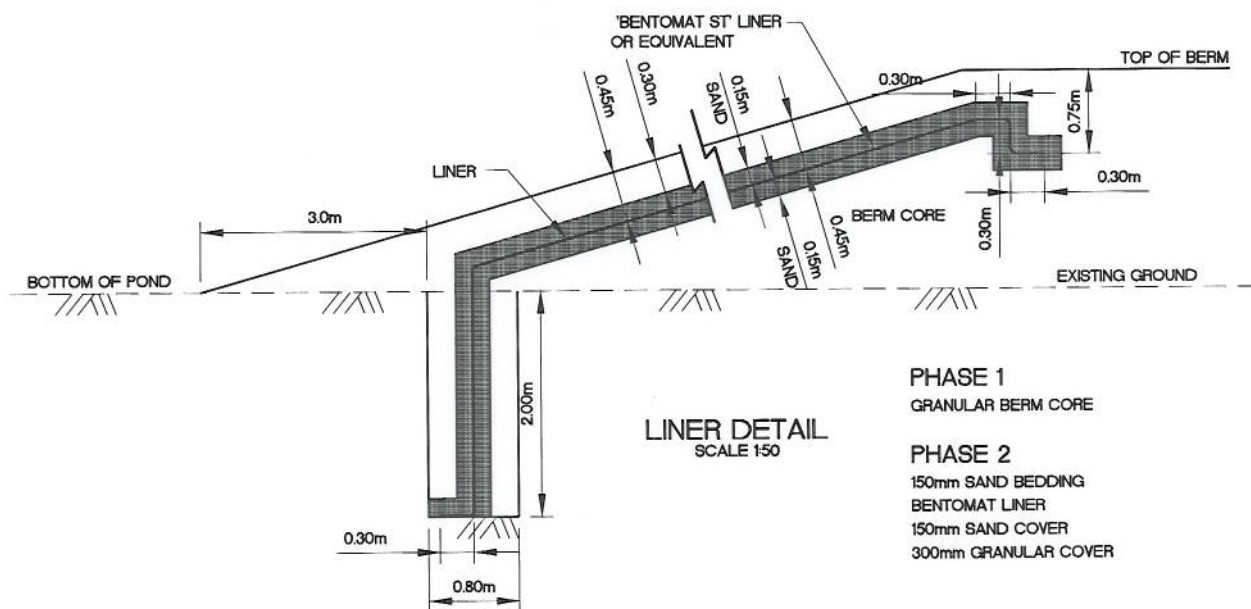 'BENTOMAT ST' LINER
OR EQUIVALENT
TOP OF BERM
0.45m
0.30m
0.15m
SAND
0.30m
0.75m
LINER
0.30m
3.0m
BERM CORE
0.30m
0.45m
0.15m
SAND
BOTTOM OF POND
EXISTING GROUND
2.00m
LINER DETAIL
SCALE 1:50
PHASE 1
GRANULAR BERM CORE
PHASE 2
150mm SAND BEDDING
BENTOMAT LINER
150mm SAND COVER
300mm GRANULAR COVER
0.30m
0.80m